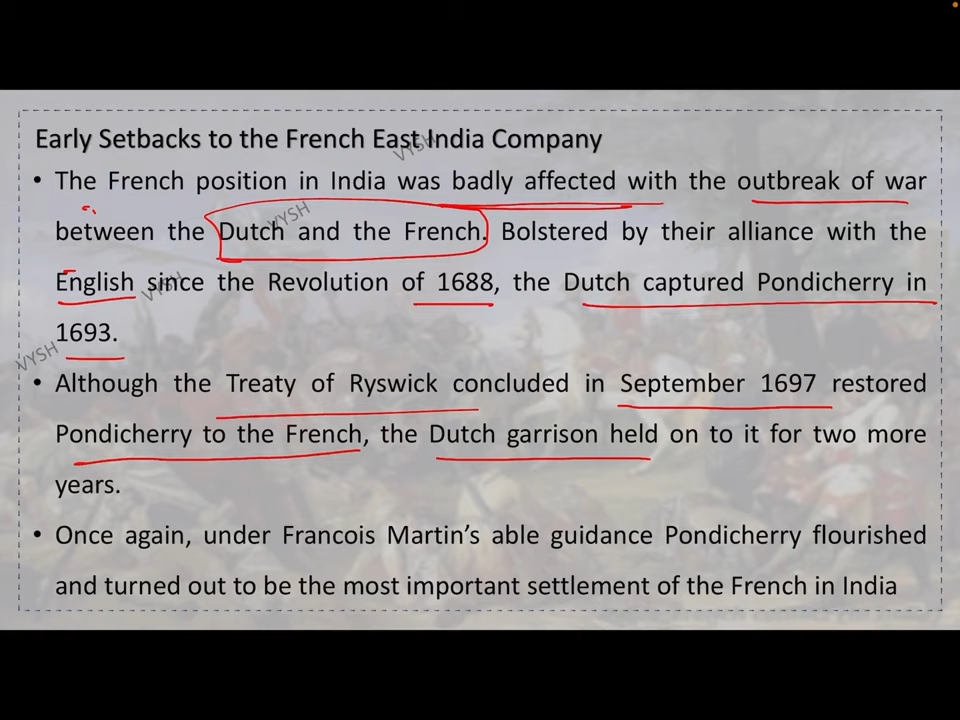 Early Setbacks to the French East India Company
• The French position in India was badly affected with the outbreak of war
between the Dutch and the French. Bolstered by their alliance with the
English since the Revolution of 1688, the Dutch captured Pondicherry in
1693.
• Although the Treaty of Ryswick concluded in September 1697 restored
Pondicherry to the French, the Dutch garrison held on to it for two more
years.
• Once again, under Francois Martin’s able guidance Pondicherry flourished
and turned out to be the most important settlement of the French in India
VYSH
VYSH
VYSH
VYSH